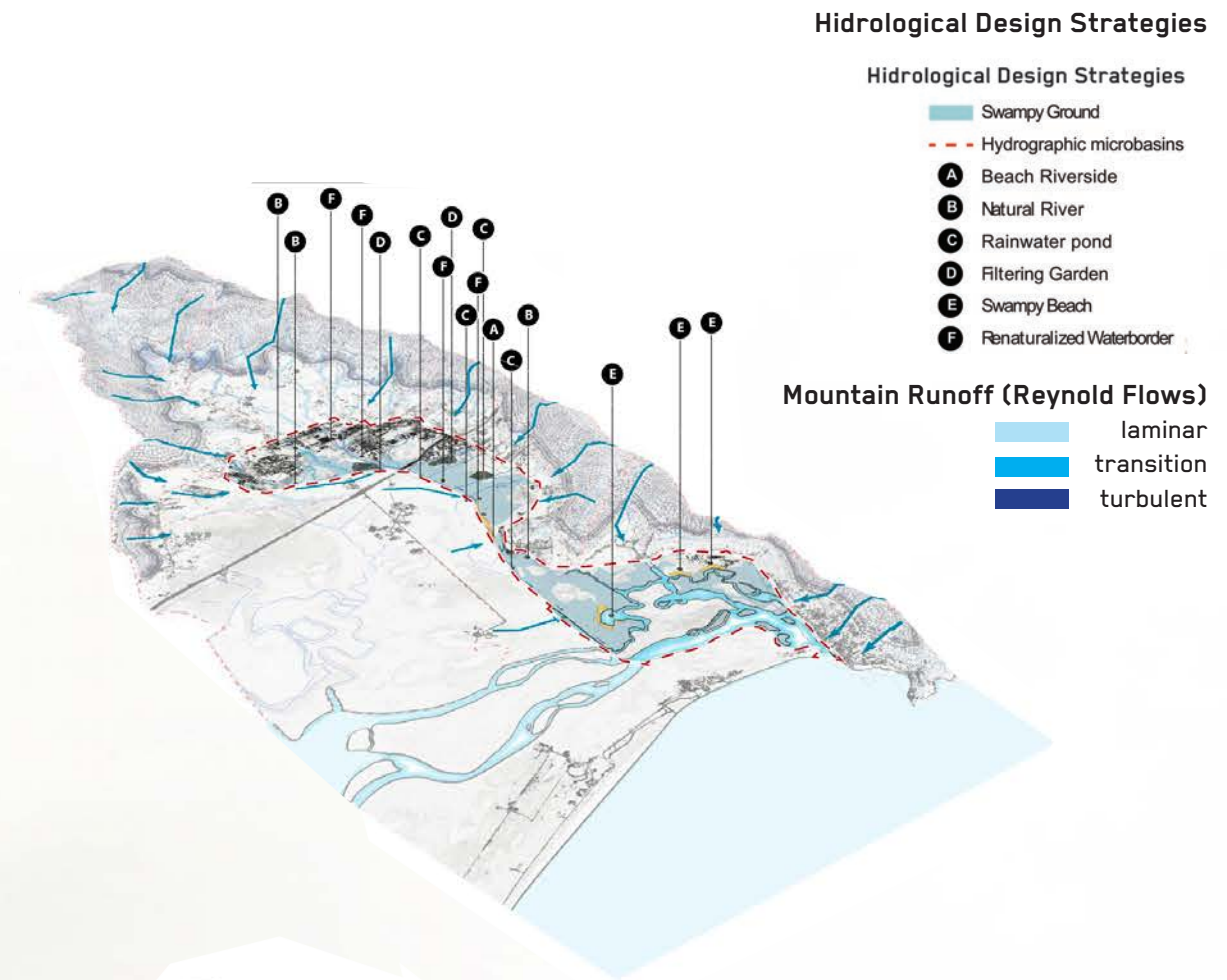 Hidrological Design Strategies
Hidrological Design Strategies
Swampy Ground
Hydrographic microbasins
A Beach Riverside
B Natural River
C Rainwater pond
D Filtering Garden
E Swampy Beach
F Renaturalized Waterborder
Mountain Runoff (Reynold Flows)
laminar
transition
turbulent
B
F
F
D
C
B
D
C
F
F
C
A
B
C
E
E
E